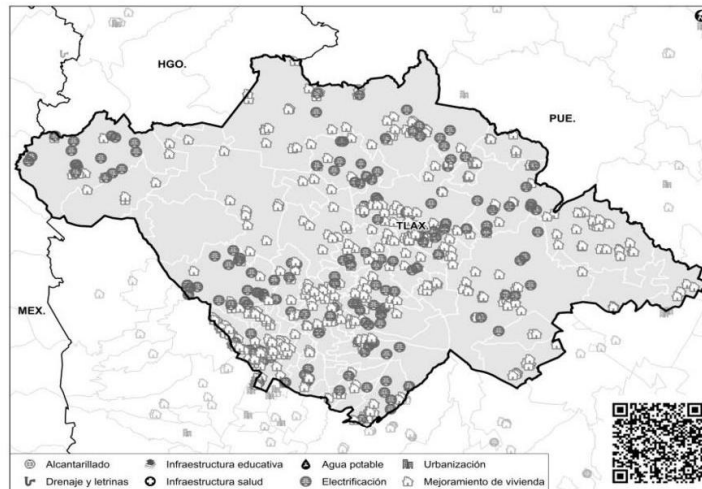 HGO.
PUE.
TLAX.
MEX.
Alcantarillado Infraestructura educativa Agua potable Urbanización
Drenaje y letrinas Infraestructura salud Electrificación Mejoramiento de vivienda